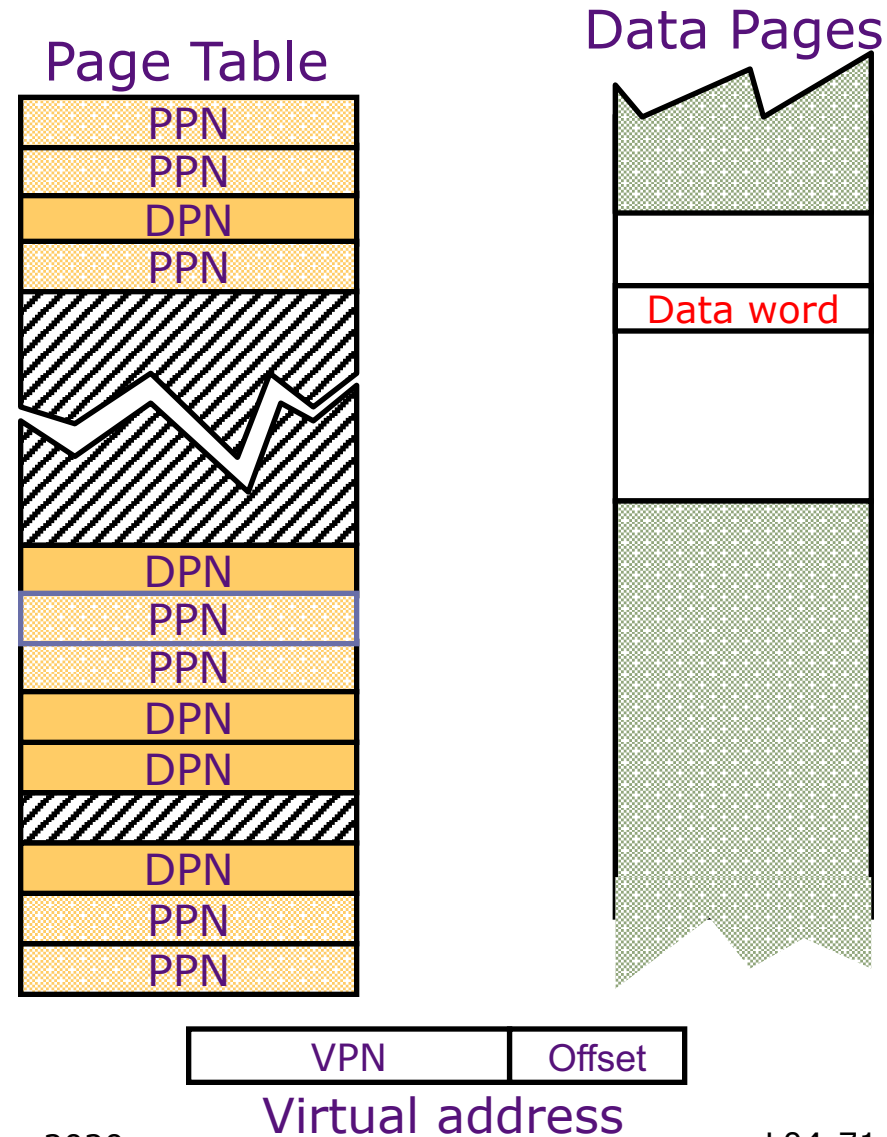 Page Table
Data Pages
PPN
PPN
DPN
PPN
Data word
DPN
PPN
PPN
DPN
DPN
DPN
PPN
PPN
VPN
Offset
Virtual address